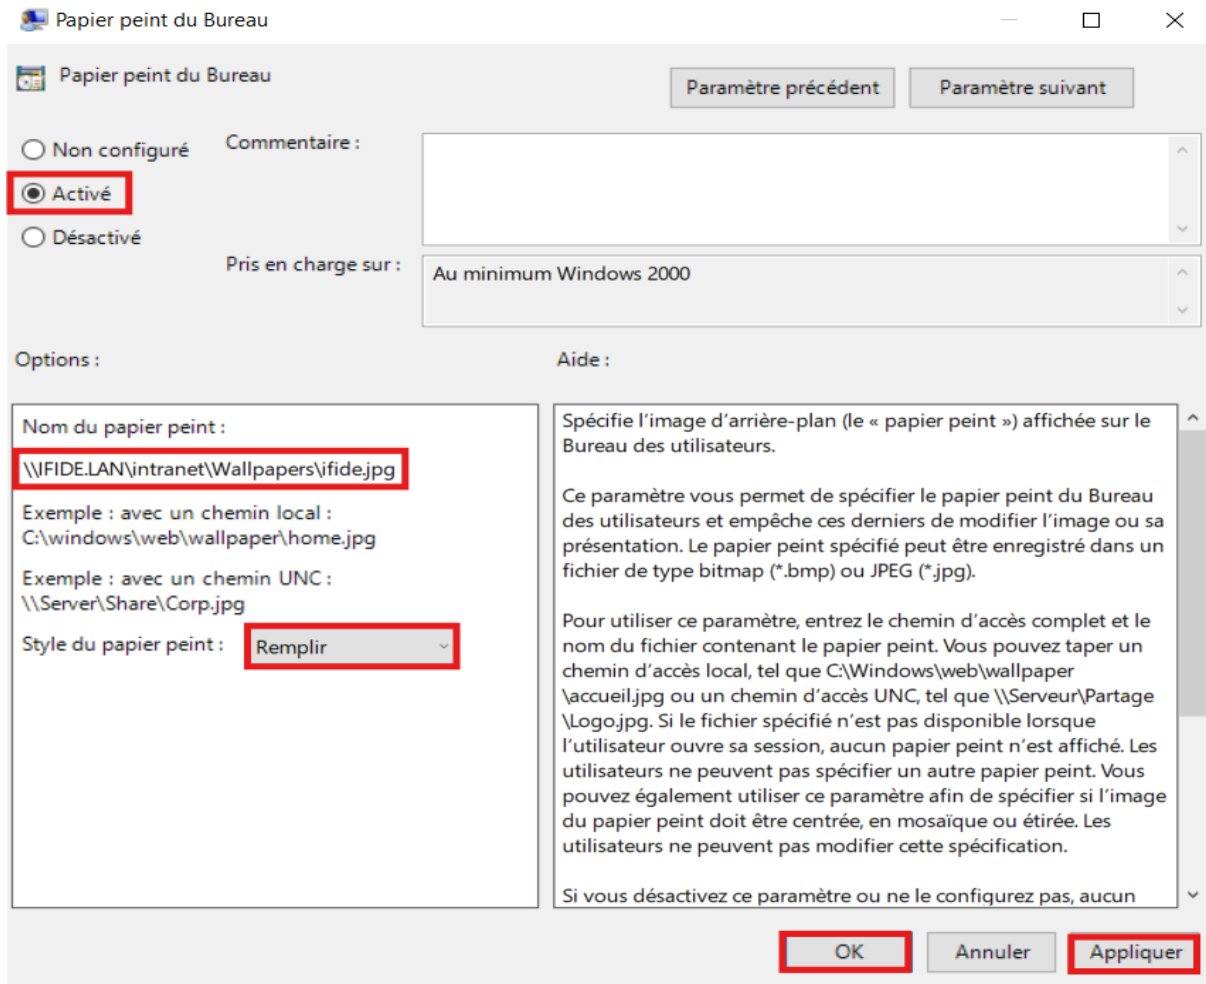 Papier peint du Bureau
Papier peint du Bureau
Paramètre précédent
Paramètre suivant
Non configuré
Commentaire :
Activé
Désactivé
Pris en charge sur :
Au minimum Windows 2000
Options :
Aide :
Nom du papier peint :
\\IFIDE.LAN\intranet\Wallpapers\ifide.jpg
Exemple : avec un chemin local :
C:\windows\web\wallpaper\home.jpg
Exemple : avec un chemin UNC :
\\Server\Share\Corp.jpg
Style du papier peint :
Remplir
Spécifie l'image d'arrière-plan (le « papier peint ») affichée sur le
Bureau des utilisateurs.
Ce paramètre vous permet de spécifier le papier peint du Bureau
des utilisateurs et empêche ces derniers de modifier l'image ou sa
présentation. Le papier peint spécifié peut être enregistré dans un
fichier de type bitmap (*.bmp) ou JPEG (*.jpg).
Pour utiliser ce paramètre, entrez le chemin d'accès complet et le
nom du fichier contenant le papier peint. Vous pouvez taper un
chemin d'accès local, tel que C:\Windows\web\wallpaper
\accueil.jpg ou un chemin d'accès UNC, tel que \\Serveur\Partage
\Logo.jpg. Si le fichier spécifié n'est pas disponible lorsque
l'utilisateur ouvre sa session, aucun papier peint n'est affiché. Les
utilisateurs ne peuvent pas spécifier un autre papier peint. Vous
pouvez également utiliser ce paramètre afin de spécifier si l'image
du papier peint doit être centrée, en mosaïque ou étirée. Les
utilisateurs ne peuvent pas modifier cette spécification.
Si vous désactivez ce paramètre ou ne le configurez pas, aucun
OK
Annuler
Appliquer